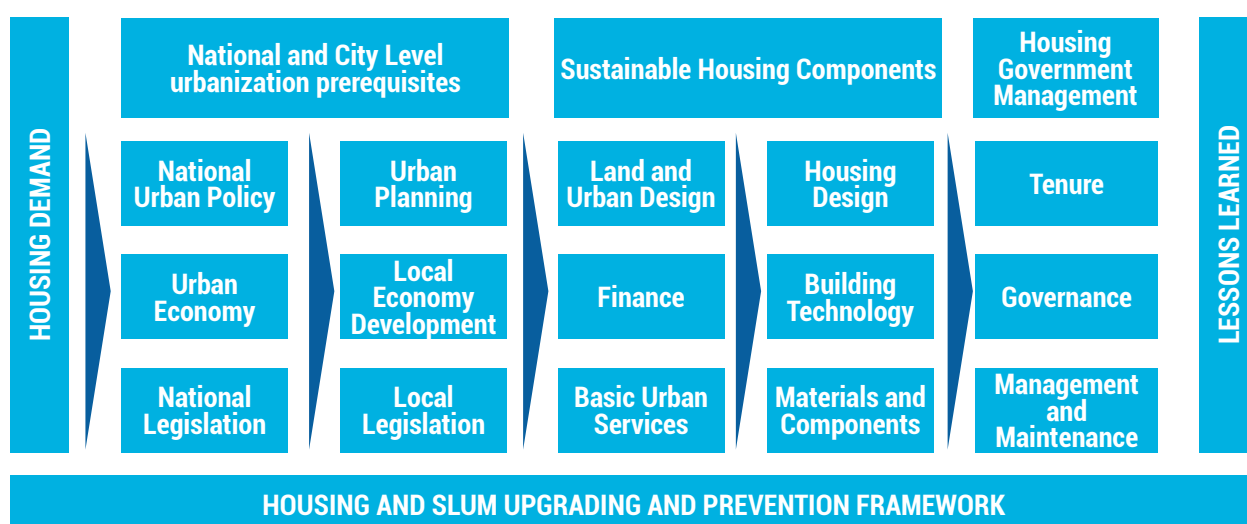 HOUSING DEMAND
National and City Level
urbanization prerequisites
Sustainable Housing Components
Housing
Government
Management
National
Urban Policy
Urban
Planning
Land and
Urban Design
Housing
Design
Tenure
Urban
Economy
Local
Economy
Development
Finance
Building
Technology
Governance
National
Legislation
Local
Legislation
Basic Urban
Services
Materials and
Components
Management
and
Maintenance
LESSONS LEARNED
HOUSING AND SLUM UPGRADING AND PREVENTION FRAMEWORK